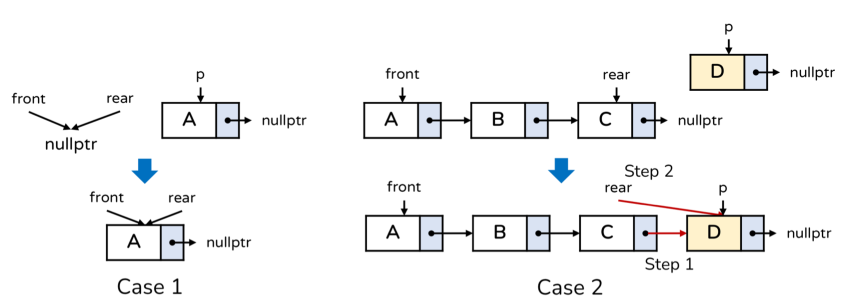 front
rear
nullptr
p
A
nullptr
front
rear
A
nullptr
Case 1
front
rear
A
B
C
nullptr
p
D
nullptr
Step 2
front
rear
p
A
B
C
D
nullptr
Step 1
Case 2